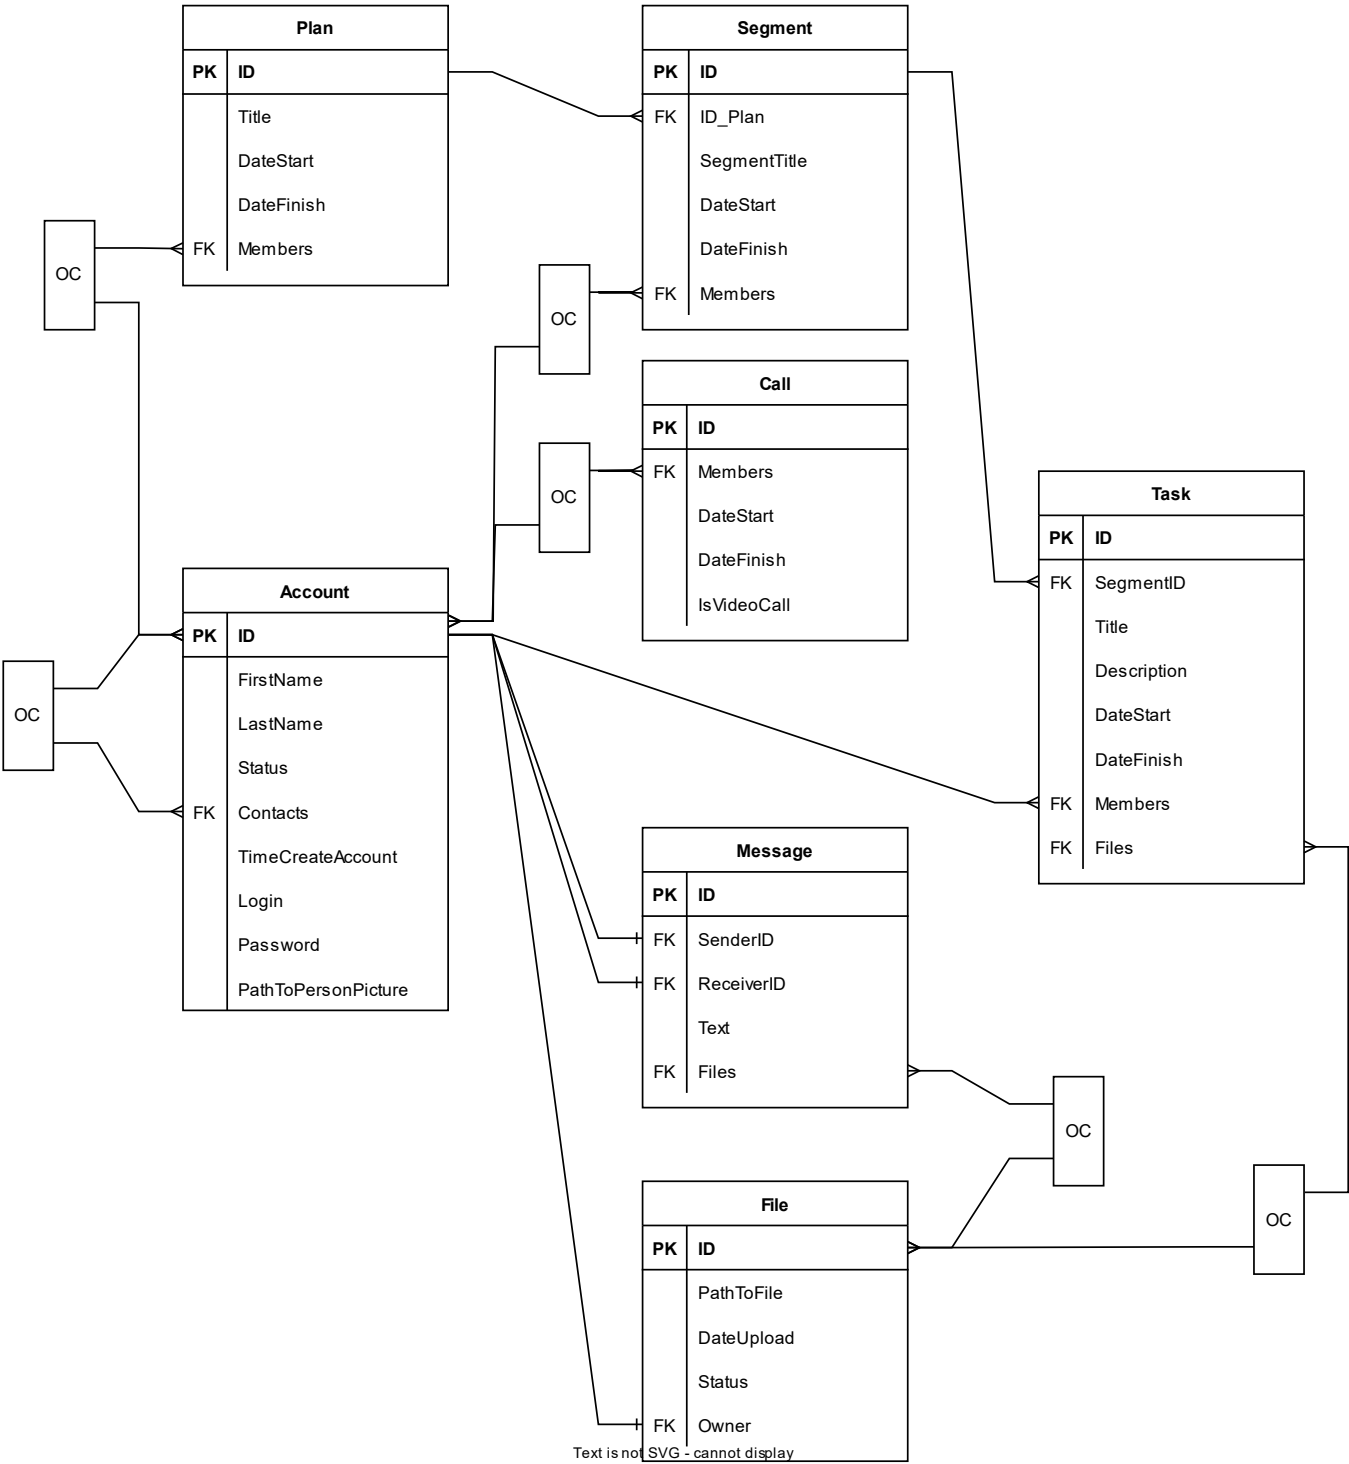 Plan
PK ID
Title
DateStart
DateFinish
FK Members
Segment
PK ID
FK ID_Plan
SegmentTitle
DateStart
DateFinish
FK Members
OC
OC
Call
PK ID
FK Members
DateStart
DateFinish
IsVideoCall
OC
Task
PK ID
FK SegmentID
Title
Description
DateStart
DateFinish
FK Members
FK Files
Account
PK ID
FirstName
LastName
Status
FK Contacts
TimeCreateAccount
Login
Password
PathToPersonPicture
OC
Message
PK ID
FK SenderID
FK ReceiverID
Text
FK Files
OC
OC
File
PK ID
PathToFile
DateUpload
Status
FK Owner
Text is not SVG - cannot display